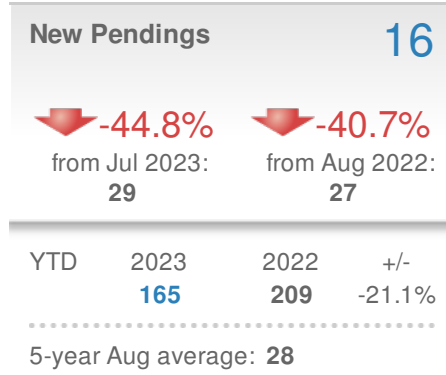 New Pendings 16
-44.8% -40.7%
from Jul 2023: from Aug 2022:
29 27
YTD 2023 2022 +/-
165 209 -21.1%
5-year Aug average: 28